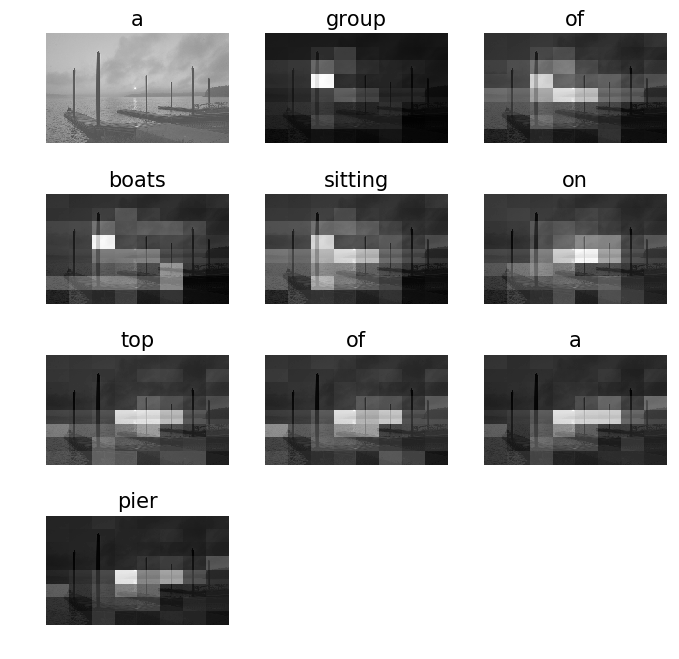 a group of
boats sitting on
top of a
pier